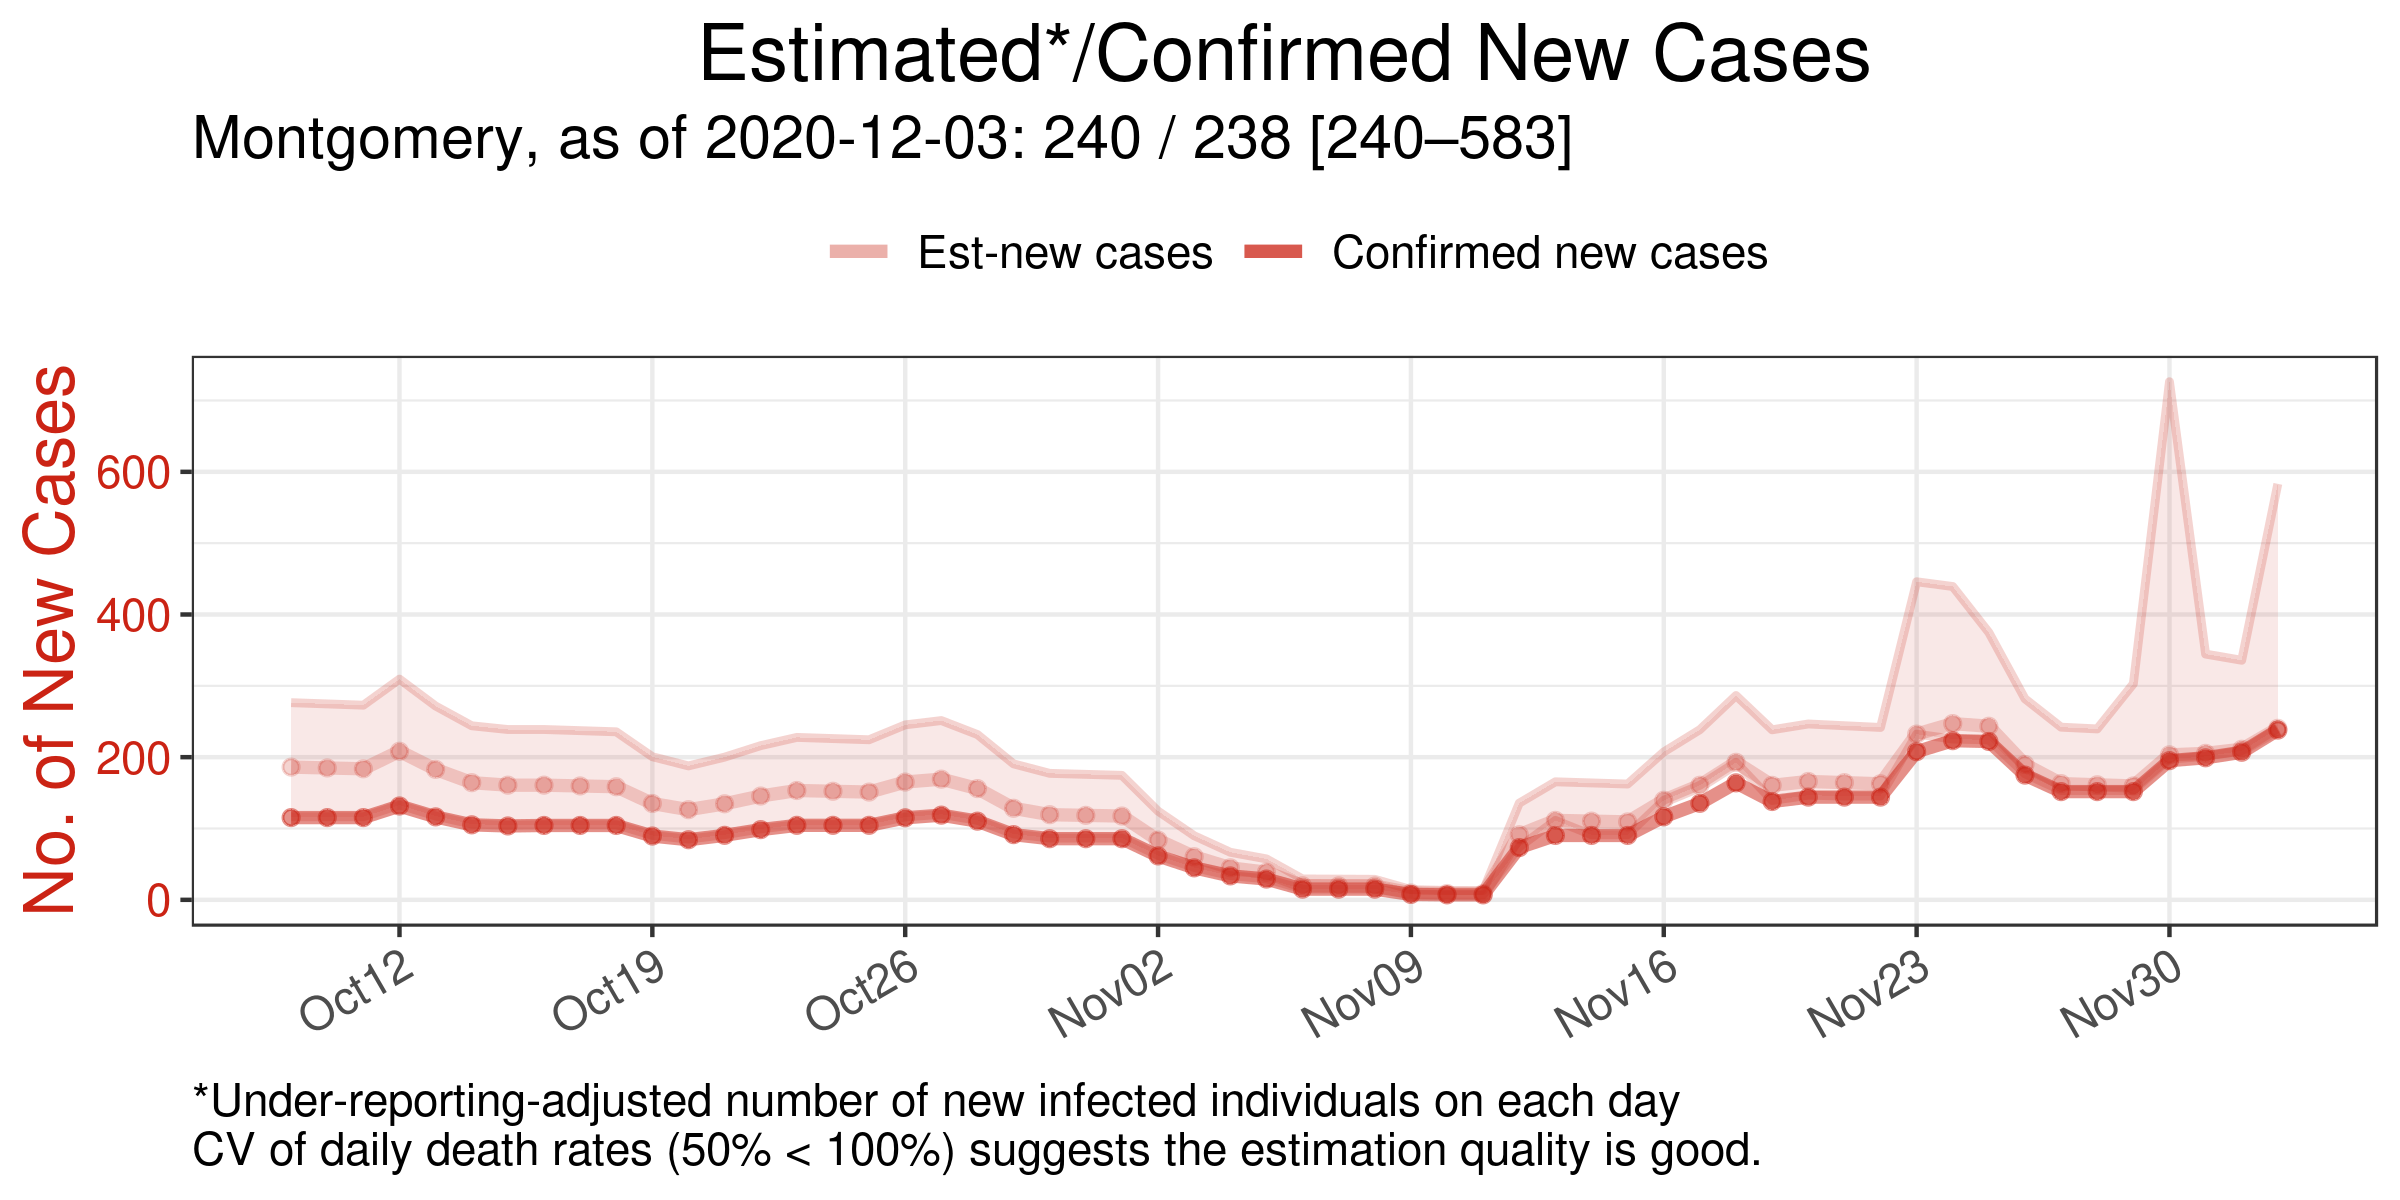 Estimated*/Confirmed New Cases
Montgomery, as of 2020-12-03: 240 / 238 [240–583]
Est-new cases
Confirmed new cases
No. of New Cases
600
400
200
0
Oct12
Oct19
Oct26
Nov02
Nov09
Nov16
Nov23
Nov30
*Under-reporting-adjusted number of new infected individuals on each day
CV of daily death rates (50% < 100%) suggests the estimation quality is good.